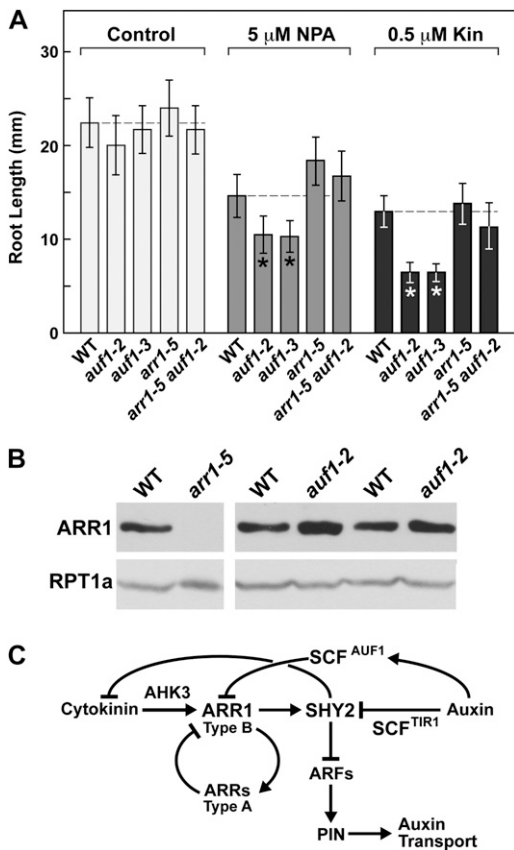 A
Control 5 μM NPA 0.5 μM Kin
Root Length (mm)
30
20
10
0
* * * *
WT auf1-2 auf1-3 arr1-5 arr1-5 auf1-2 WT auf1-2 auf1-3 arr1-5 arr1-5 auf1-2 WT auf1-2 auf1-3 arr1-5 arr1-5 auf1-2
B
WT arr1-5 WT auf1-2 WT auf1-2
ARR1
RPT1a
C
SCF AUF1
AHK3
Cytokinin ARR1 SHY2 Auxin
Type B SCF TIR1
ARRs
Type A
ARFs
PIN Auxin
Transport